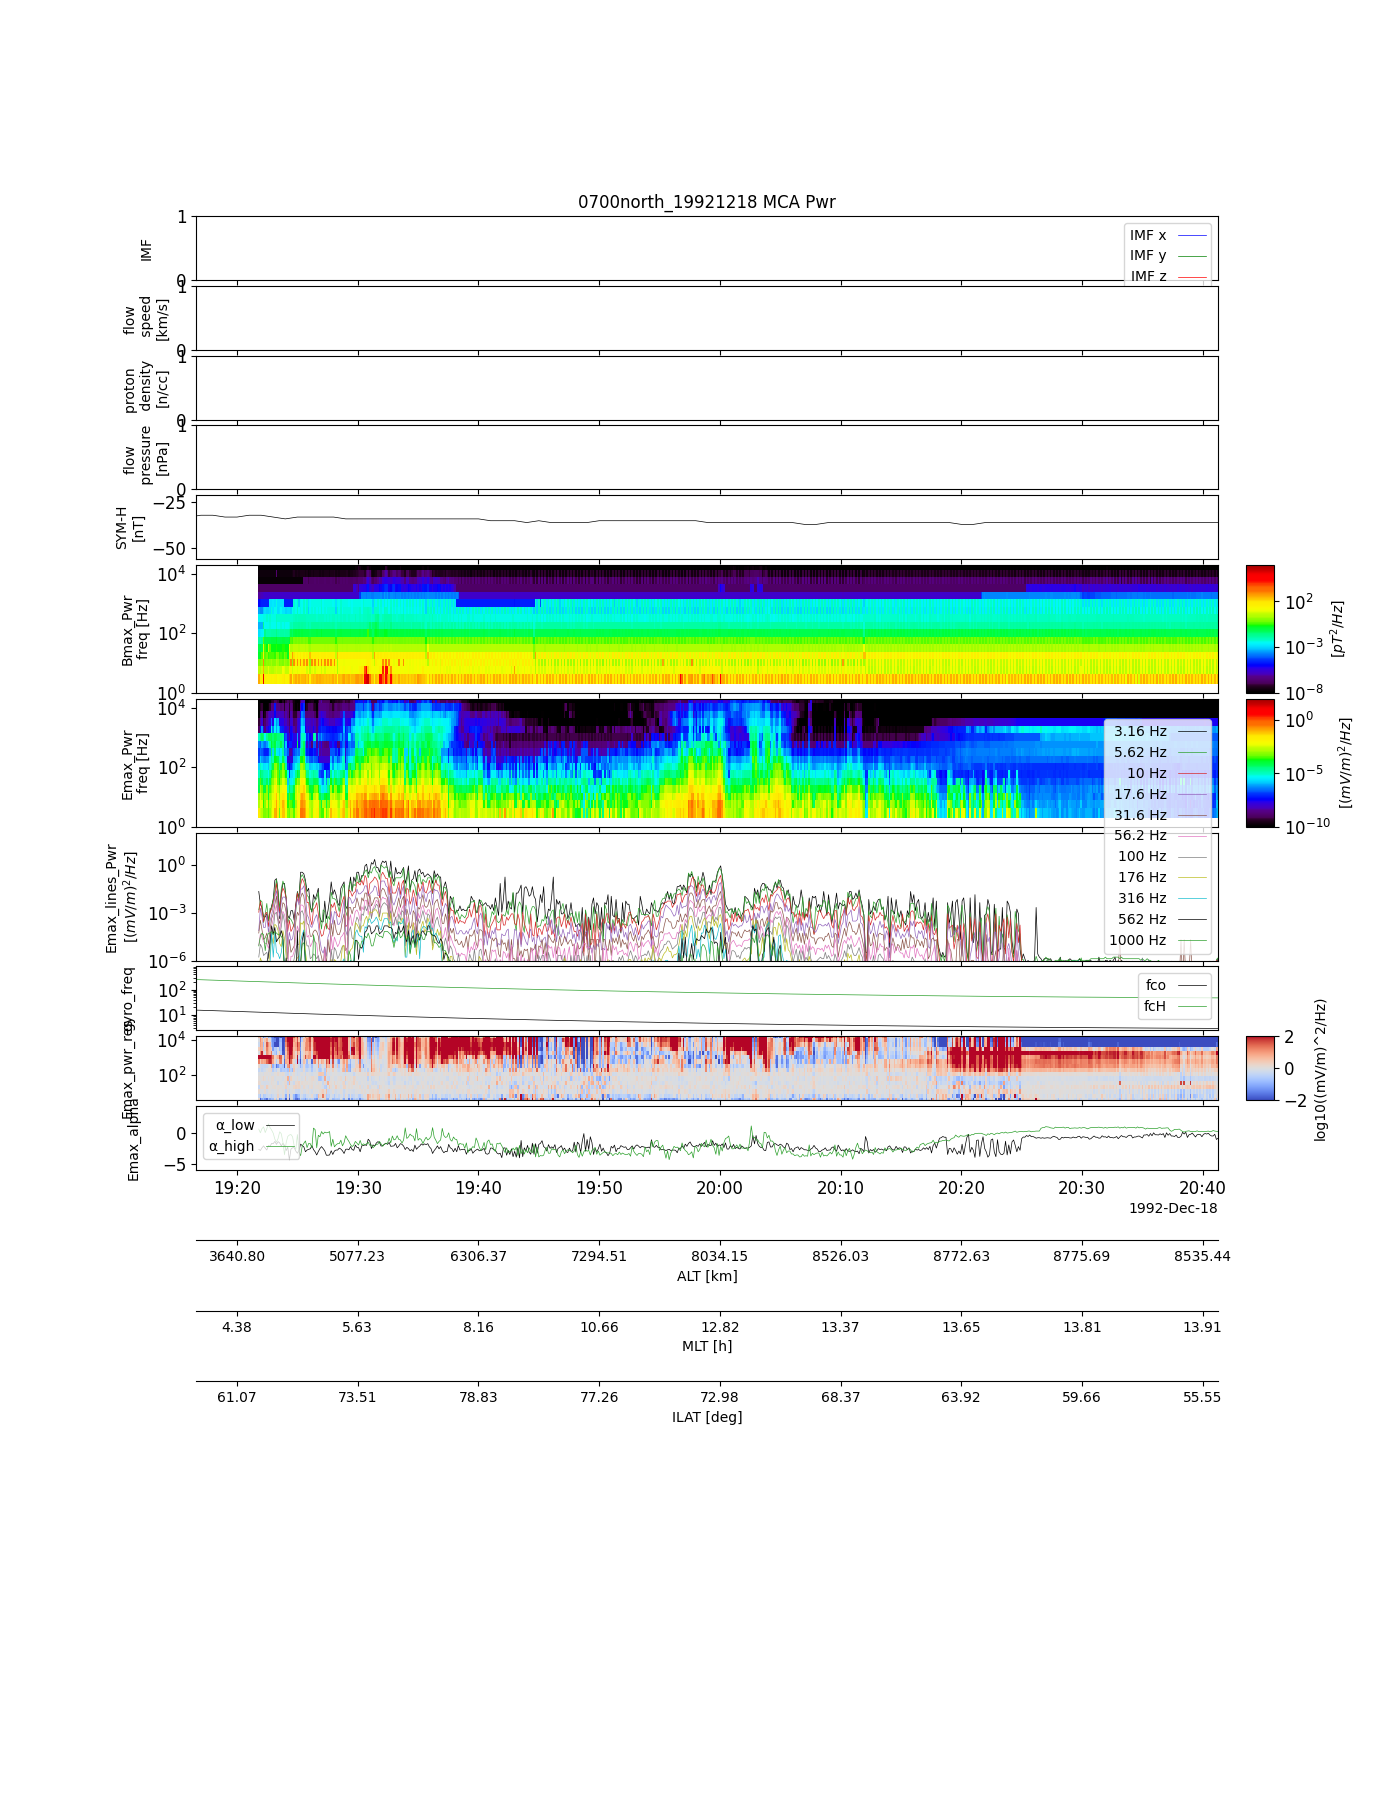 0700north_19921218 MCA Pwr
1
0
IMF
IMF x
IMF y
IMF z
1
0
flow
speed
[km/s]
1
0
proton
density
[n/cc]
1
0
flow
pressure
[nPa]
−25
−50
SYM-H
[nT]
10^4
10^2
10^0
Bmax_Pwr
freq [Hz]
10^2
10^−3
10^−8
[pT^2/Hz]
10^4
10^2
10^0
Emax_Pwr
freq [Hz]
10^0
10^−5
10^−10
[(mV/m)^2/Hz]
3.16 Hz
5.62 Hz
10 Hz
17.6 Hz
31.6 Hz
56.2 Hz
100 Hz
176 Hz
316 Hz
562 Hz
1000 Hz
10^0
10^−3
10^−6
Emax_lines_Pwr
[(mV/m)^2/Hz]
10^2
10^1
gyro_freq
fco
fcH
10^4
10^2
Emax_pwr_res
2
0
−2
log10((mV/m)^2/Hz)
0
−5
Emax_alpha
α_low
α_high
19:20 19:30 19:40 19:50 20:00 20:10 20:20 20:30 20:40
1992-Dec-18
3640.80 5077.23 6306.37 7294.51 8034.15 8526.03 8772.63 8775.69 8535.44
ALT [km]
4.38 5.63 8.16 10.66 12.82 13.37 13.65 13.81 13.91
MLT [h]
61.07 73.51 78.83 77.26 72.98 68.37 63.92 59.66 55.55
ILAT [deg]